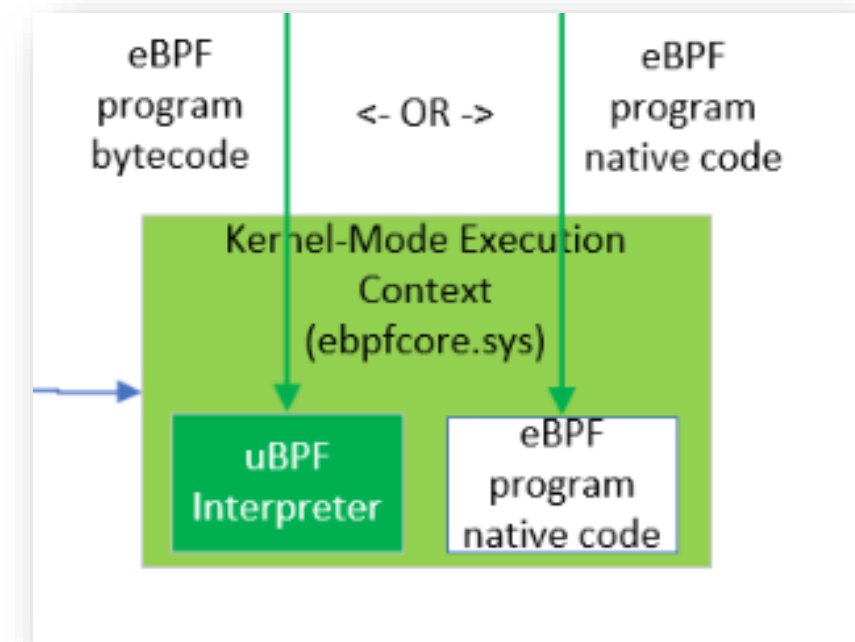 eBPF
program
bytecode
<- OR ->
eBPF
program
native code
Kernel-Mode Execution
Context
(ebpfcore.sys)
uBPF
Interpreter
eBPF
program
native code